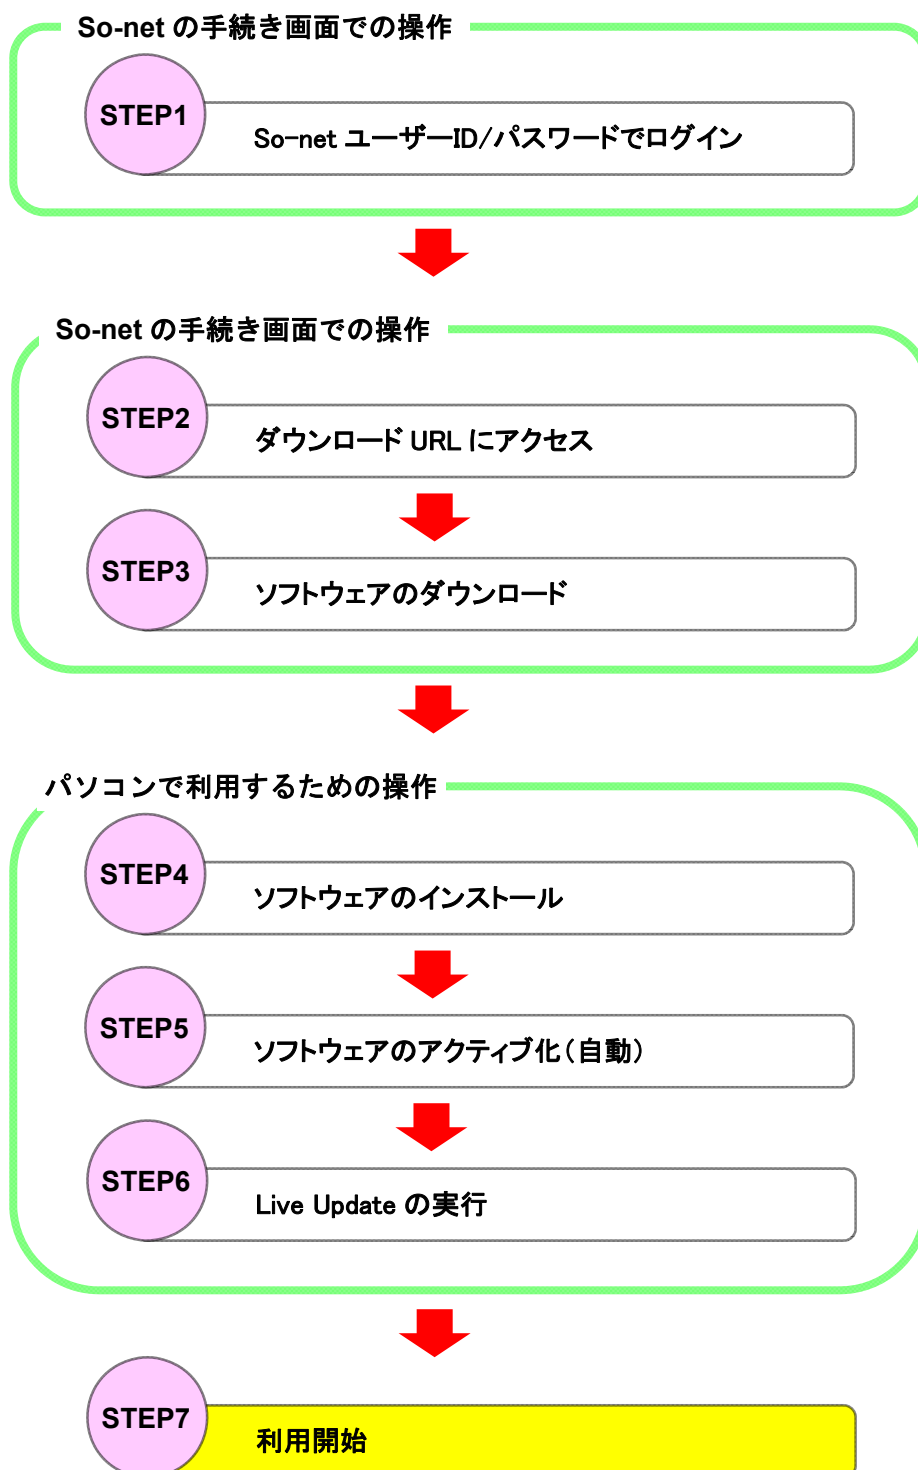 So-net の手続き画面での操作
STEP1
So-net ユーザーID/パスワードでログイン
So-net の手続き画面での操作
STEP2
ダウンロード URL にアクセス
STEP3
ソフトウェアのダウンロード
パソコンで利用するための操作
STEP4
ソフトウェアのインストール
STEP5
ソフトウェアのアクティブ化（自動）
STEP6
Live Update の実行
STEP7
利用開始